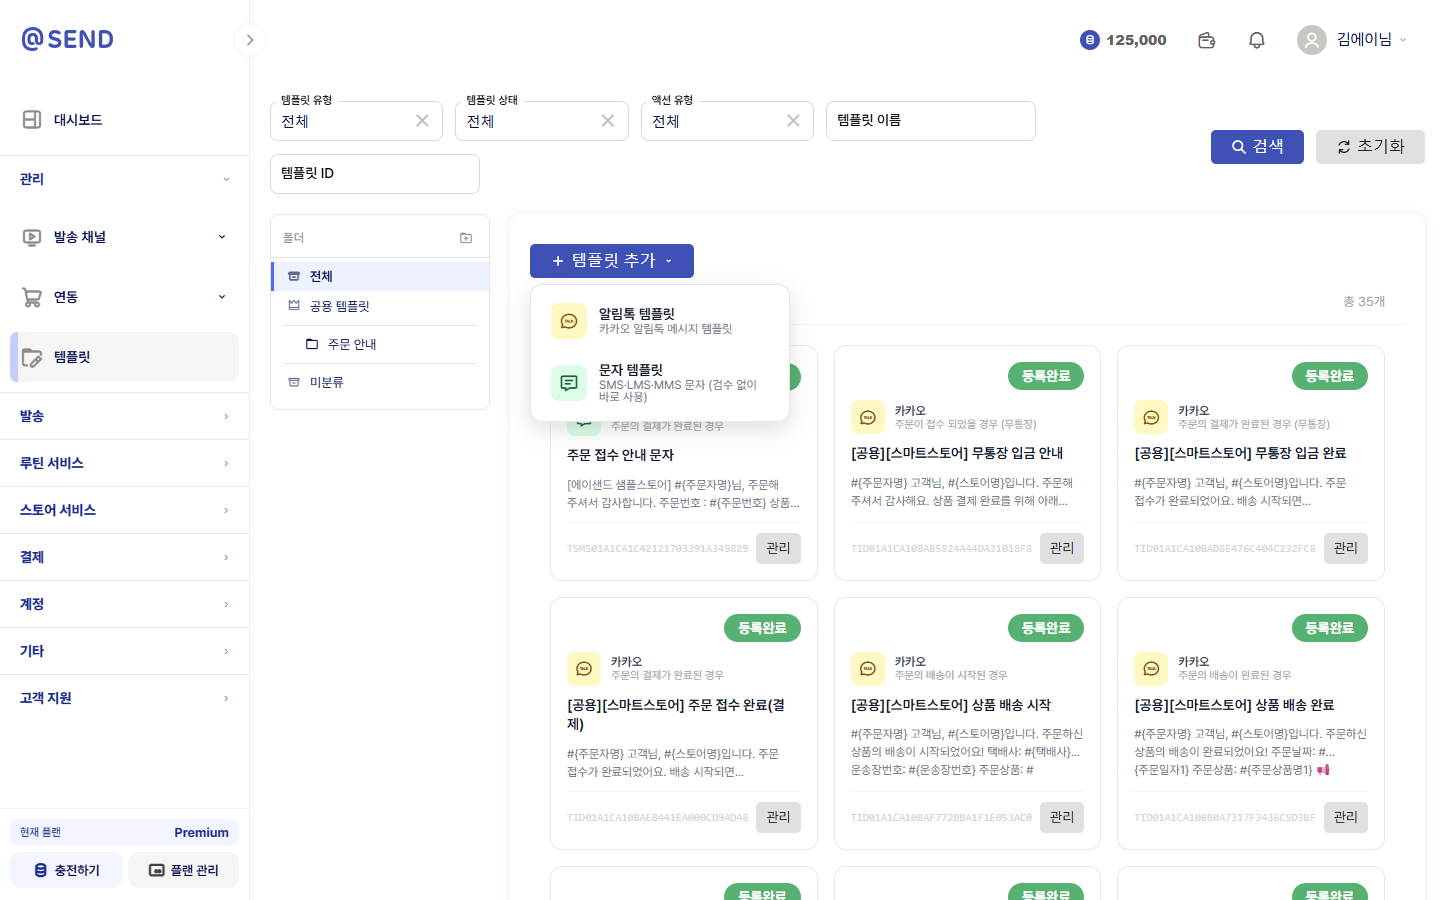 @SEND
125,000
김에이님
대시보드
관리
발송 채널
연동
템플릿
발송
루틴 서비스
스토어 서비스
결제
계정
기타
고객 지원
현재 플랜 Premium
충전하기
플랜 관리
템플릿 유형
전체
템플릿 상태
전체
액션 유형
전체
템플릿 이름
템플릿 ID
검색
초기화
폴더
전체
공용 템플릿
주문 안내
미분류
+ 템플릿 추가
총 35개
알림톡 템플릿
카카오 알림톡 메시지 템플릿
문자 템플릿
SMS·LMS·MMS 문자 (검수 없이
바로 사용)
주문의 결제가 완료된 경우
주문 접수 안내 문자
[에이샌드 샘플스토어] #{주문자명}님, 주문해
주셔서 감사합니다. 주문번호 : #{주문번호} 상품...
TSMS01A1CA1C42121703391A349829
관리
등록완료
TALK
카카오
주문이 접수 되었을 경우 (무통장)
[공용][스마트스토어] 무통장 입금 안내
#{주문자명} 고객님, #{스토어명}입니다. 주문해
주셔서 감사해요. 상품 결제 완료를 위해 아래...
TID01A1CA10BAB5824A44DA31018F8
관리
등록완료
TALK
카카오
주문의 결제가 완료된 경우 (무통장)
[공용][스마트스토어] 무통장 입금 완료
#{주문자명} 고객님, #{스토어명}입니다. 주문
접수가 완료되었어요. 배송 시작되면...
TID01A1CA10BAD8E476C404C232FC8
관리
등록완료
TALK
카카오
주문의 결제가 완료된 경우
[공용][스마트스토어] 주문 접수 완료(결
제)
#{주문자명} 고객님, #{스토어명}입니다. 주문
접수가 완료되었어요. 배송 시작되면...
TID01A1CA10BAE8441EA000CD9AD48
관리
등록완료
TALK
카카오
주문의 배송이 시작된 경우
[공용][스마트스토어] 상품 배송 시작
#{주문자명} 고객님, #{스토어명}입니다. 주문하신
상품의 배송이 시작되었어요! 택배사: #{택배사}...
운송장번호: #{운송장번호} 주문상품: #
TID01A1CA10BAF772BBA1F1E053AC0
관리
등록완료
TALK
카카오
주문의 배송이 완료된 경우
[공용][스마트스토어] 상품 배송 완료
#{주문자명} 고객님, #{스토어명}입니다. 주문하신
상품의 배송이 완료되었어요! 주문날짜: #...
{주문일자1} 주문상품: #{주문상품명1}
TID01A1CA10BB0A7317F3436C5D3BF
관리
등록완료
등록완료
등록완료